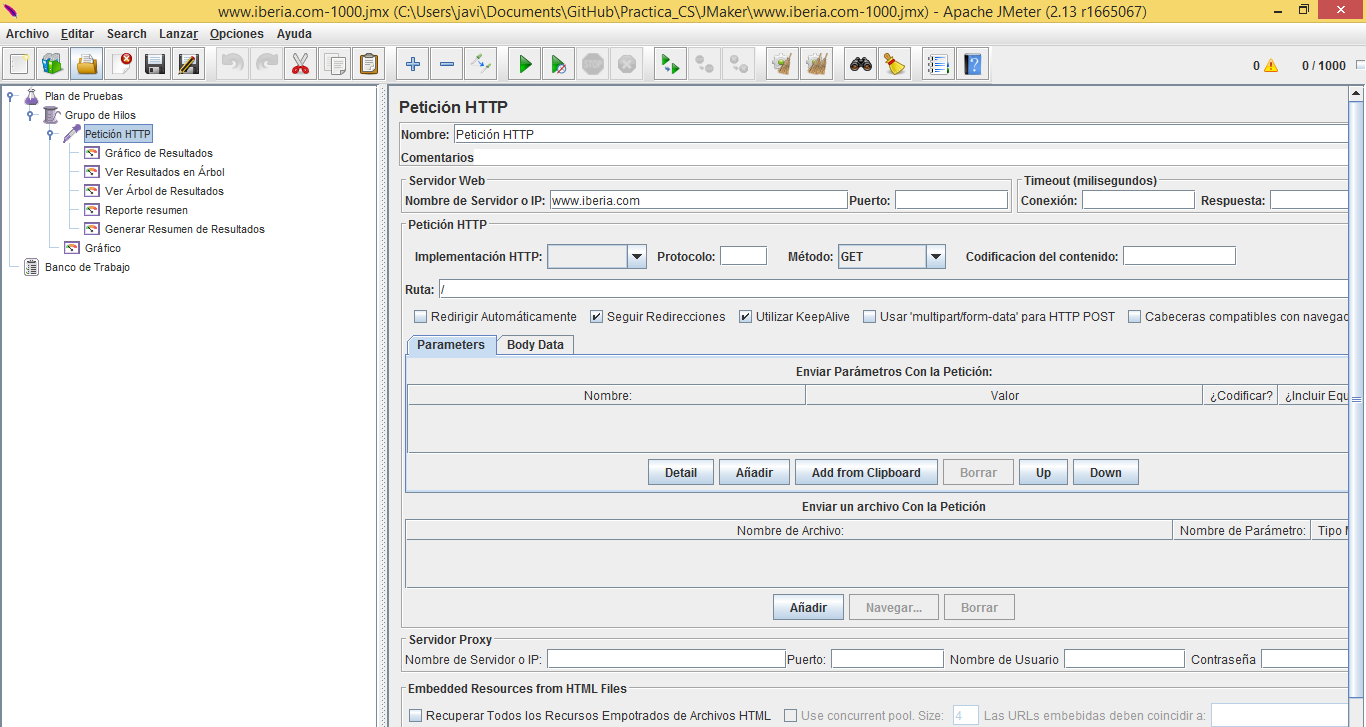 www.iberia.com-1000.jmx (C:\Users\javi\Documents\GitHub\Practica_CS\JMaker\www.iberia.com-1000.jmx) - Apache JMeter (2.13 r1665067)
Archivo Editar Search Lanzar Opciones Ayuda
0 0 / 1000
Plan de Pruebas
Grupo de Hilos
Petición HTTP
Gráfico de Resultados
Ver Resultados en Árbol
Ver Árbol de Resultados
Reporte resumen
Generar Resumen de Resultados
Gráfico
Banco de Trabajo
Petición HTTP
Nombre: Petición HTTP
Comentarios
Servidor Web
Nombre de Servidor o IP: www.iberia.com Puerto:
Timeout (milisegundos)
Conexión: Respuesta:
Petición HTTP
Implementación HTTP: Protocolo: Método: GET Codificacíon del contenido:
Ruta: /
Redirigir Automáticamente Seguir Redirecciones Utilizar KeepAlive Usar 'multipart/form-data' para HTTP POST Cabeceras compatibles con navegac
Parameters Body Data
Enviar Parámetros Con la Petición:
Nombre: Valor ¿Codificar? ¿Incluir Equ
Detail Añadir Add from Clipboard Borrar Up Down
Enviar un archivo Con la Petición
Nombre de Archivo: Nombre de Parámetro: Tipo
Añadir Navegar... Borrar
Servidor Proxy
Nombre de Servidor o IP: Puerto: Nombre de Usuario Contraseña
Embedded Resources from HTML Files
Recuperar Todos los Recursos Empotrados de Archivos HTML Use concurrent pool. Size: 4 Las URLs embebidas deben coincidir a: